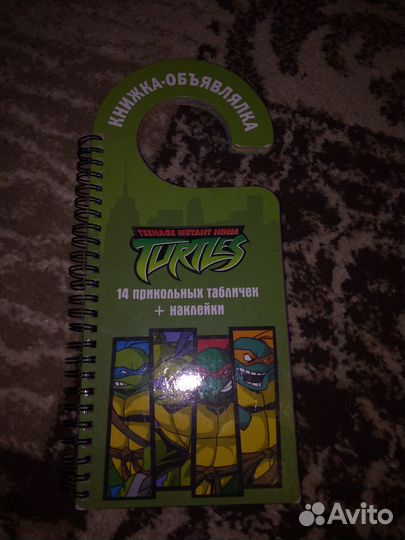 КНИЖКА-ОБЪЯВЛЯЛКА
TEENAGE MUTANT NINJA
TURTLES
14 прикольных табличек
+ наклейки
Avito